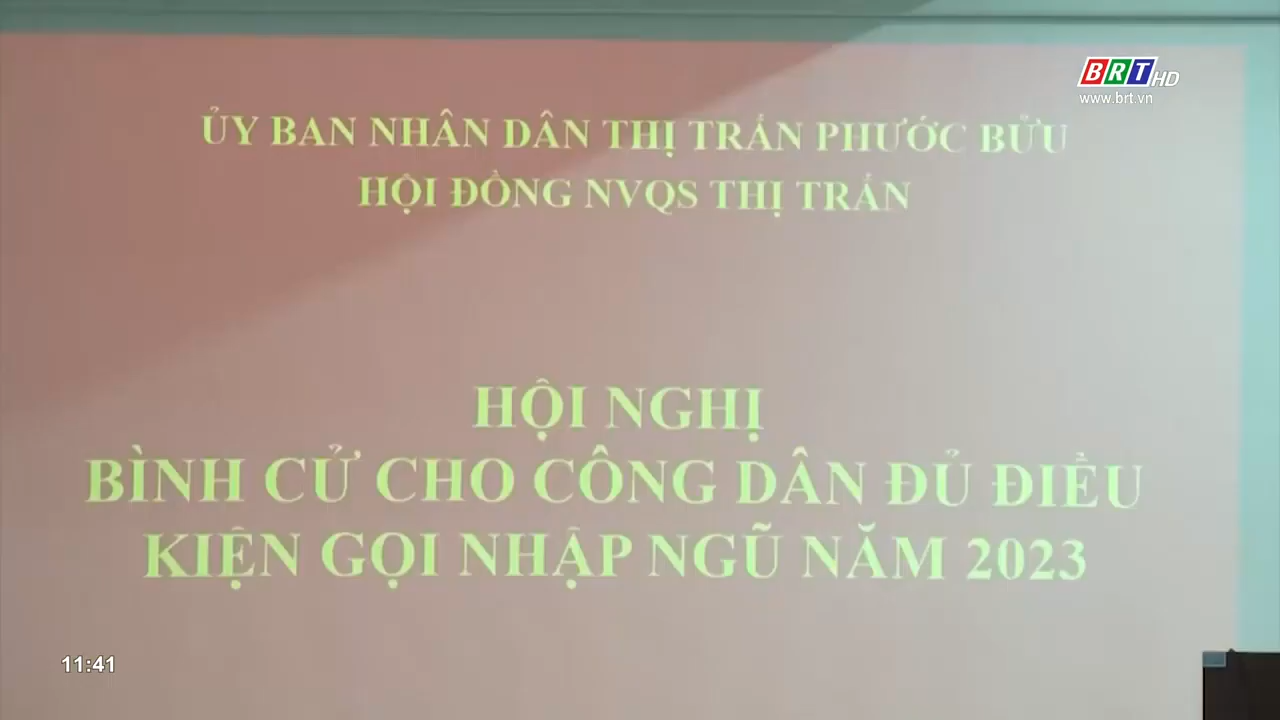 BRT HD
www.brt.vn
ỦY BAN NHÂN DÂN THỊ TRẤN PHƯỚC BỬU
HỘI ĐỒNG NVQS THỊ TRẤN
HỘI NGHỊ
BÌNH CỬ CHO CÔNG DÂN ĐỦ ĐIỀU
KIỆN GỌI NHẬP NGŨ NĂM 2023
11:41